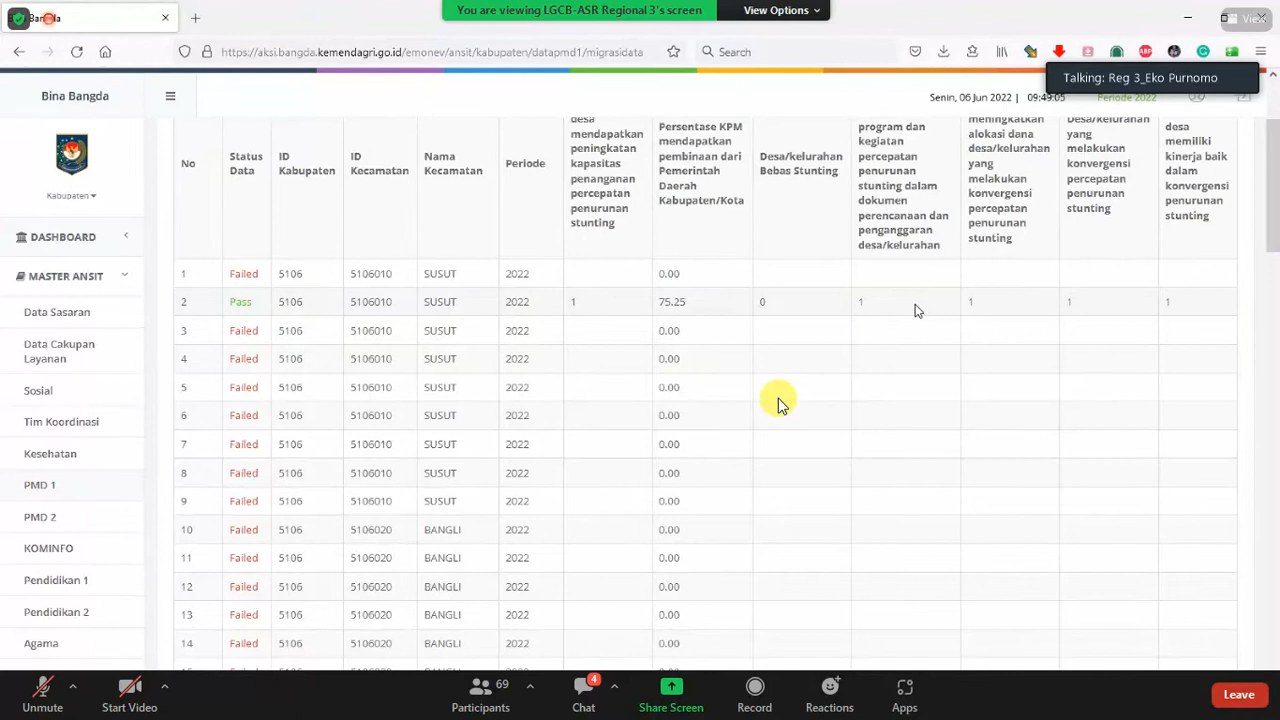 Bangda
You are viewing LGCB-ASR Regional 3's screen
View Options
View
https://aksi.bangda.kemendagri.go.id/emonev/ansit/kabupaten/datapmd1/migrasidata
Search
ABP
Talking: Reg 3_Eko Purnomo
Bina Bangda
Senin, 06 Jun 2022 | 09:49:05
Periode 2022
Kabupaten
DASHBOARD
MASTER ANSIT
Data Sasaran
Data Cakupan
Layanan
Sosial
Tim Koordinasi
Kesehatan
PMD 1
PMD 2
KOMINFO
Pendidikan 1
Pendidikan 2
Agama
No
Status
Data
ID
Kabupaten
ID
Kecamatan
Nama
Kecamatan
Periode
desa
mendapatkan
peningkatan
kapasitas
penanganan
percepatan
penurunan
stunting
Persentase KPM
mendapatkan
pembinaan dari
Pemerintah
Daerah
Kabupaten/Kota
Desa/kelurahan
Bebas Stunting
program dan
kegiatan
percepatan
penurunan
stunting dalam
dokumen
perencanaan dan
penganggaran
desa/kelurahan
meningkatkan
alokasi dana
desa/kelurahan
yang
melakukan
konvergensi
percepatan
penurunan
stunting
Desa/kelurahan
yang
melakukan
konvergensi
percepatan
penurunan
stunting
desa
memiliki
kinerja baik
dalam
konvergensi
penurunan
stunting
1 Failed 5106 5106010 SUSUT 2022 0.00
2 Pass 5106 5106010 SUSUT 2022 1 75.25 0 1 1 1 1
3 Failed 5106 5106010 SUSUT 2022 0.00
4 Failed 5106 5106010 SUSUT 2022 0.00
5 Failed 5106 5106010 SUSUT 2022 0.00
6 Failed 5106 5106010 SUSUT 2022 0.00
7 Failed 5106 5106010 SUSUT 2022 0.00
8 Failed 5106 5106010 SUSUT 2022 0.00
9 Failed 5106 5106010 SUSUT 2022 0.00
10 Failed 5106 5106020 BANGLI 2022 0.00
11 Failed 5106 5106020 BANGLI 2022 0.00
12 Failed 5106 5106020 BANGLI 2022 0.00
13 Failed 5106 5106020 BANGLI 2022 0.00
14 Failed 5106 5106020 BANGLI 2022 0.00
Unmute
Start Video
69
Participants
4
Chat
Share Screen
Record
Reactions
Apps
Leave